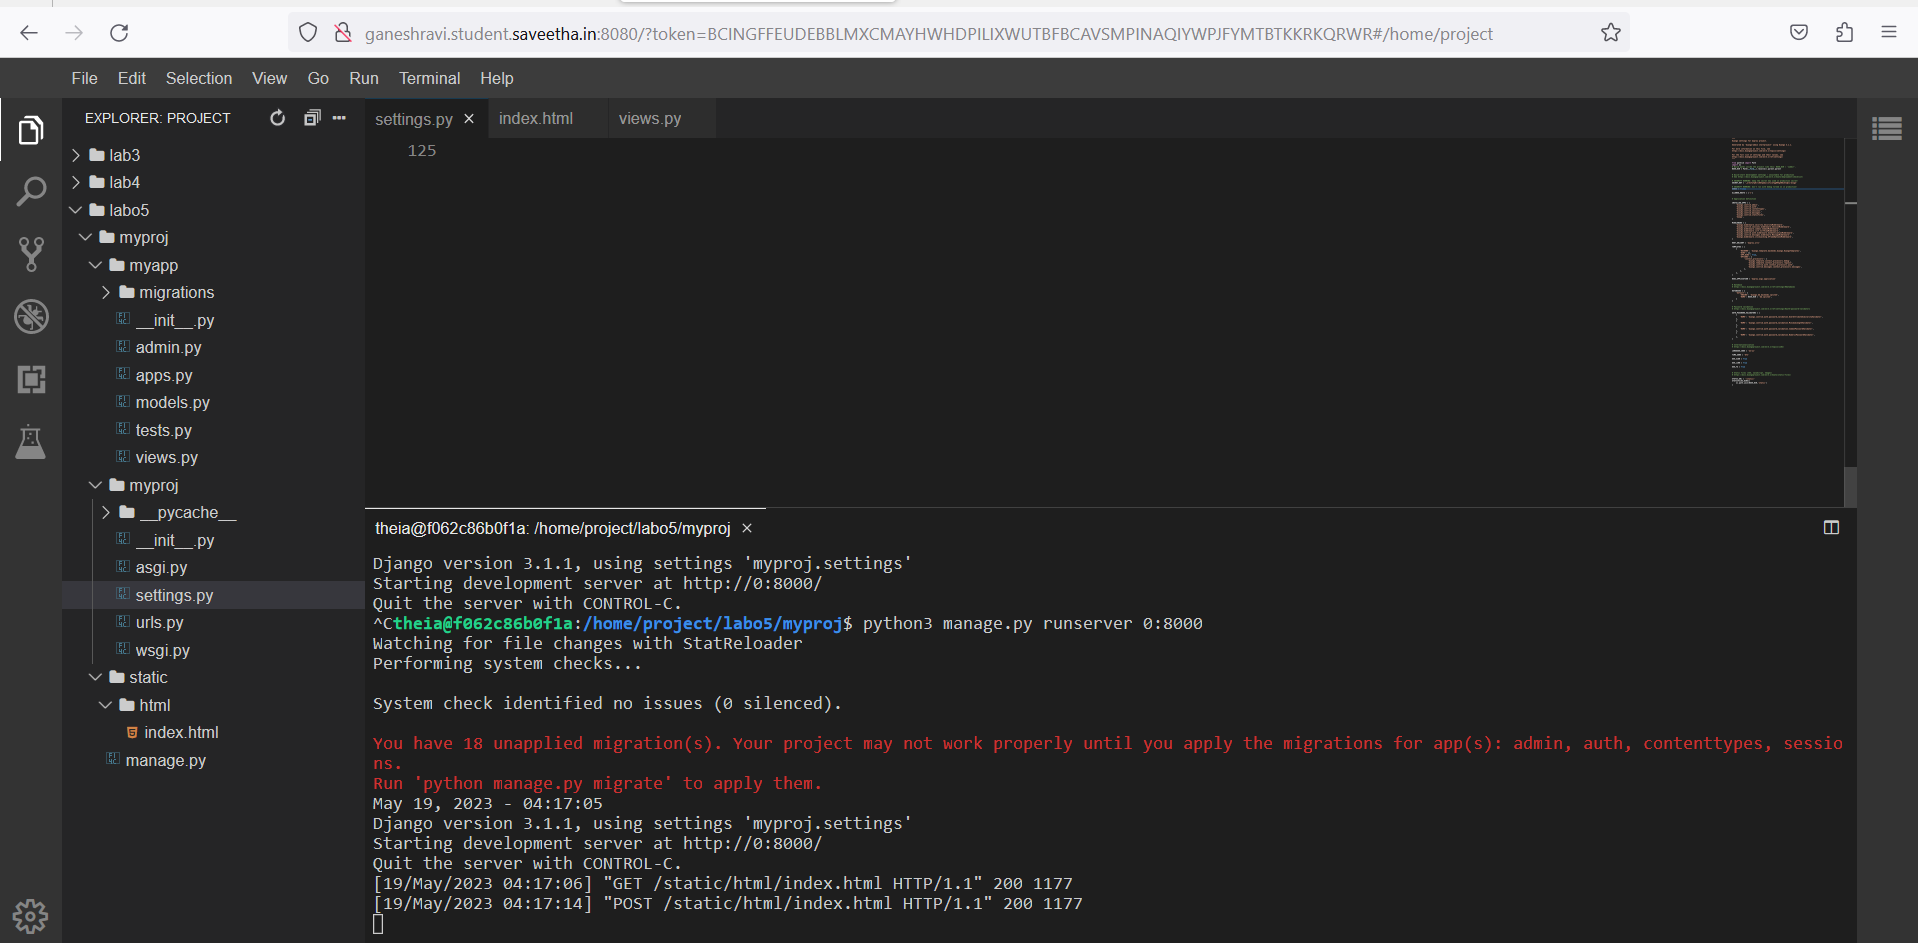 ganeshravi.student.saveetha.in:8080/?token=BCINGFFEUDEBBLMXCMAYHWHDPILIXWUTBFBCAVSMPINAQIYWPJFYMTBTKKRKQRWR#/home/project
File Edit Selection View Go Run Terminal Help
EXPLORER: PROJECT
settings.py index.html views.py
lab3
lab4
labo5
myproj
myapp
migrations
__init__.py
admin.py
apps.py
models.py
tests.py
views.py
myproj
__pycache__
__init__.py
asgi.py
settings.py
urls.py
wsgi.py
static
html
index.html
manage.py
125
theia@f062c86b0f1a: /home/project/labo5/myproj
Django version 3.1.1, using settings 'myproj.settings'
Starting development server at http://0:8000/
Quit the server with CONTROL-C.
^Ctheia@f062c86b0f1a:/home/project/labo5/myproj$ python3 manage.py runserver 0:8000
Watching for file changes with StatReloader
Performing system checks...
System check identified no issues (0 silenced).
You have 18 unapplied migration(s). Your project may not work properly until you apply the migrations for app(s): admin, auth, contenttypes, sessio
ns.
Run 'python manage.py migrate' to apply them.
May 19, 2023 - 04:17:05
Django version 3.1.1, using settings 'myproj.settings'
Starting development server at http://0:8000/
Quit the server with CONTROL-C.
[19/May/2023 04:17:06] "GET /static/html/index.html HTTP/1.1" 200 1177
[19/May/2023 04:17:14] "POST /static/html/index.html HTTP/1.1" 200 1177